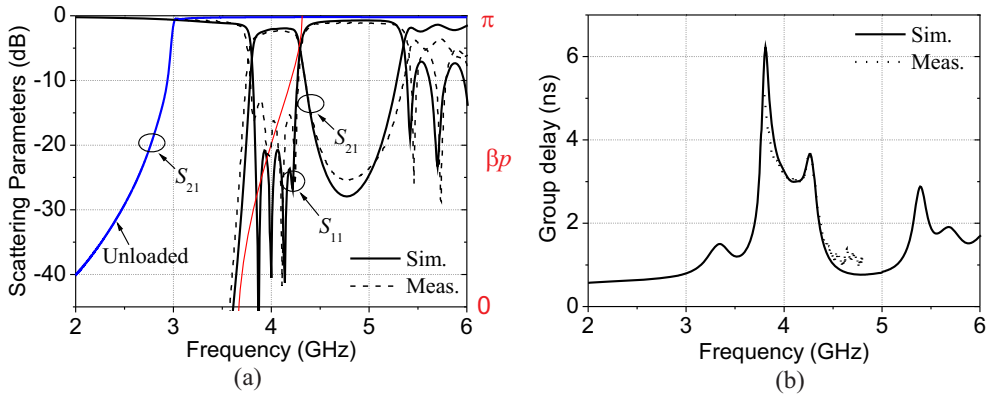 0
-10
-20
-30
-40
Scattering Parameters (dB)
π
βp
0
S21
S21
S11
Unloaded
Sim.
Meas.
2 3 4 5 6
Frequency (GHz)
(a)
6
4
2
0
Group delay (ns)
Sim.
Meas.
2 3 4 5 6
Frequency (GHz)
(b)